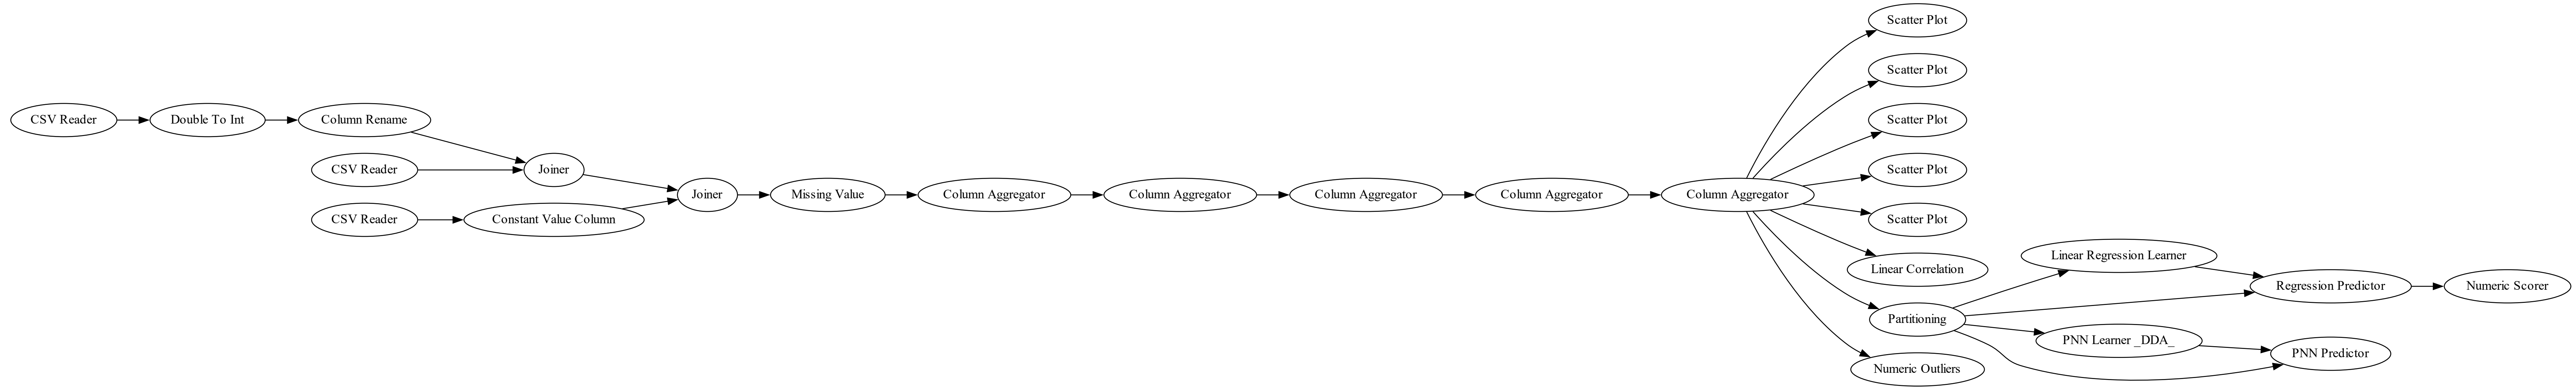 CSV Reader
Double To Int
Column Rename
CSV Reader
Joiner
CSV Reader
Constant Value Column
Joiner
Missing Value
Column Aggregator
Column Aggregator
Column Aggregator
Column Aggregator
Column Aggregator
Scatter Plot
Scatter Plot
Scatter Plot
Scatter Plot
Scatter Plot
Linear Correlation
Partitioning
Numeric Outliers
Linear Regression Learner
Regression Predictor
Numeric Scorer
PNN Learner _DDA_
PNN Predictor